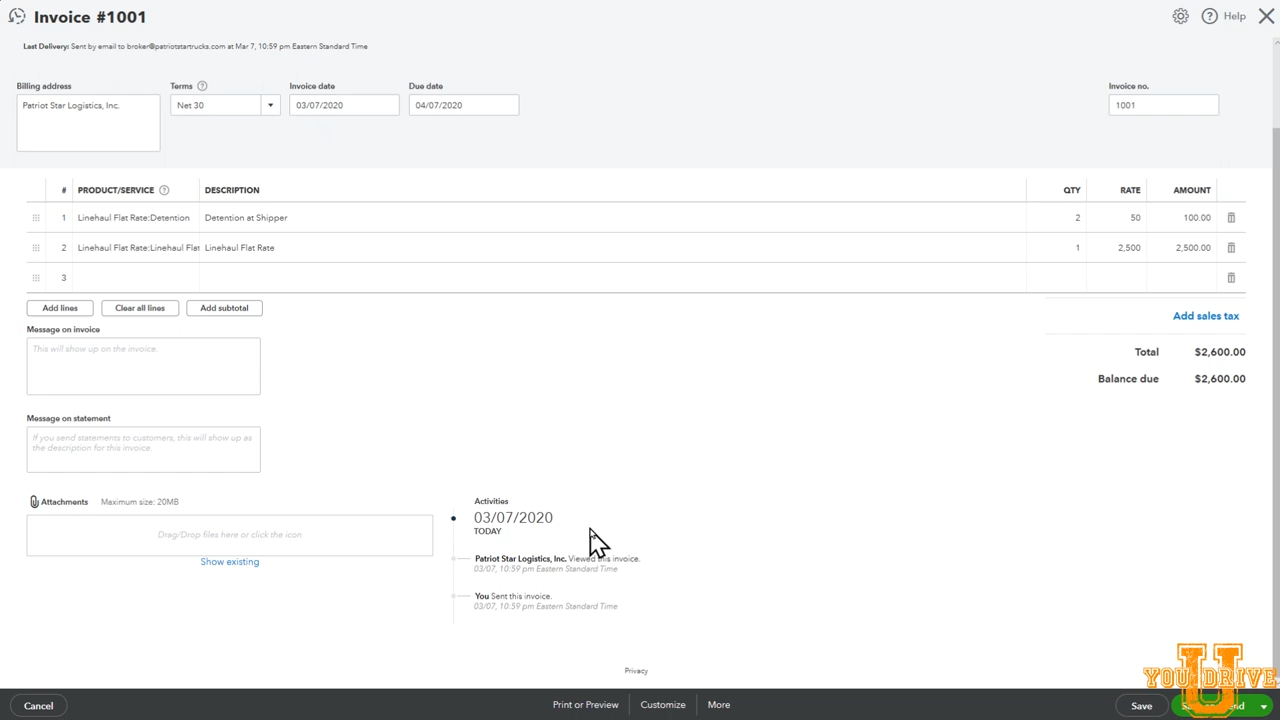 Invoice #1001
Help
Last Delivery: Sent by email to broker@patriotstartrucks.com at Mar 7, 10:59 pm Eastern Standard Time
Billing address
Terms
Invoice date
Due date
Invoice no.
Patriot Star Logistics, Inc.
Net 30
03/07/2020
04/07/2020
1001
# PRODUCT/SERVICE DESCRIPTION QTY RATE AMOUNT
1 Linehaul Flat Rate:Detention Detention at Shipper 2 50 100.00
2 Linehaul Flat Rate:Linehaul Flat Linehaul Flat Rate 1 2,500 2,500.00
3
Add lines
Clear all lines
Add subtotal
Add sales tax
Message on invoice
This will show up on the invoice.
Total $2,600.00
Balance due $2,600.00
Message on statement
If you send statements to customers, this will show up as
the description for this invoice.
Attachments Maximum size: 20MB
Drag/Drop files here or click the icon
Show existing
Activities
03/07/2020
TODAY
Patriot Star Logistics, Inc. Viewed this invoice.
03/07, 10:59 pm Eastern Standard Time
You Sent this invoice.
03/07, 10:59 pm Eastern Standard Time
Privacy
Cancel
Print or Preview
Customize
More
Save
YOU DRIVE
U